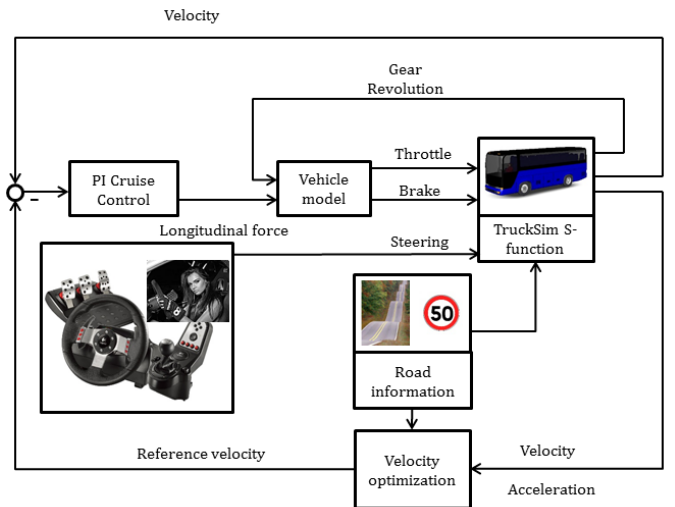 Velocity
Gear
Revolution
Throttle
PI Cruise
Control
Vehicle
model
Brake
-
Longitudinal force
Steering
TruckSim S-
function
50
Road
information
Reference velocity
Velocity
optimization
Velocity
Acceleration